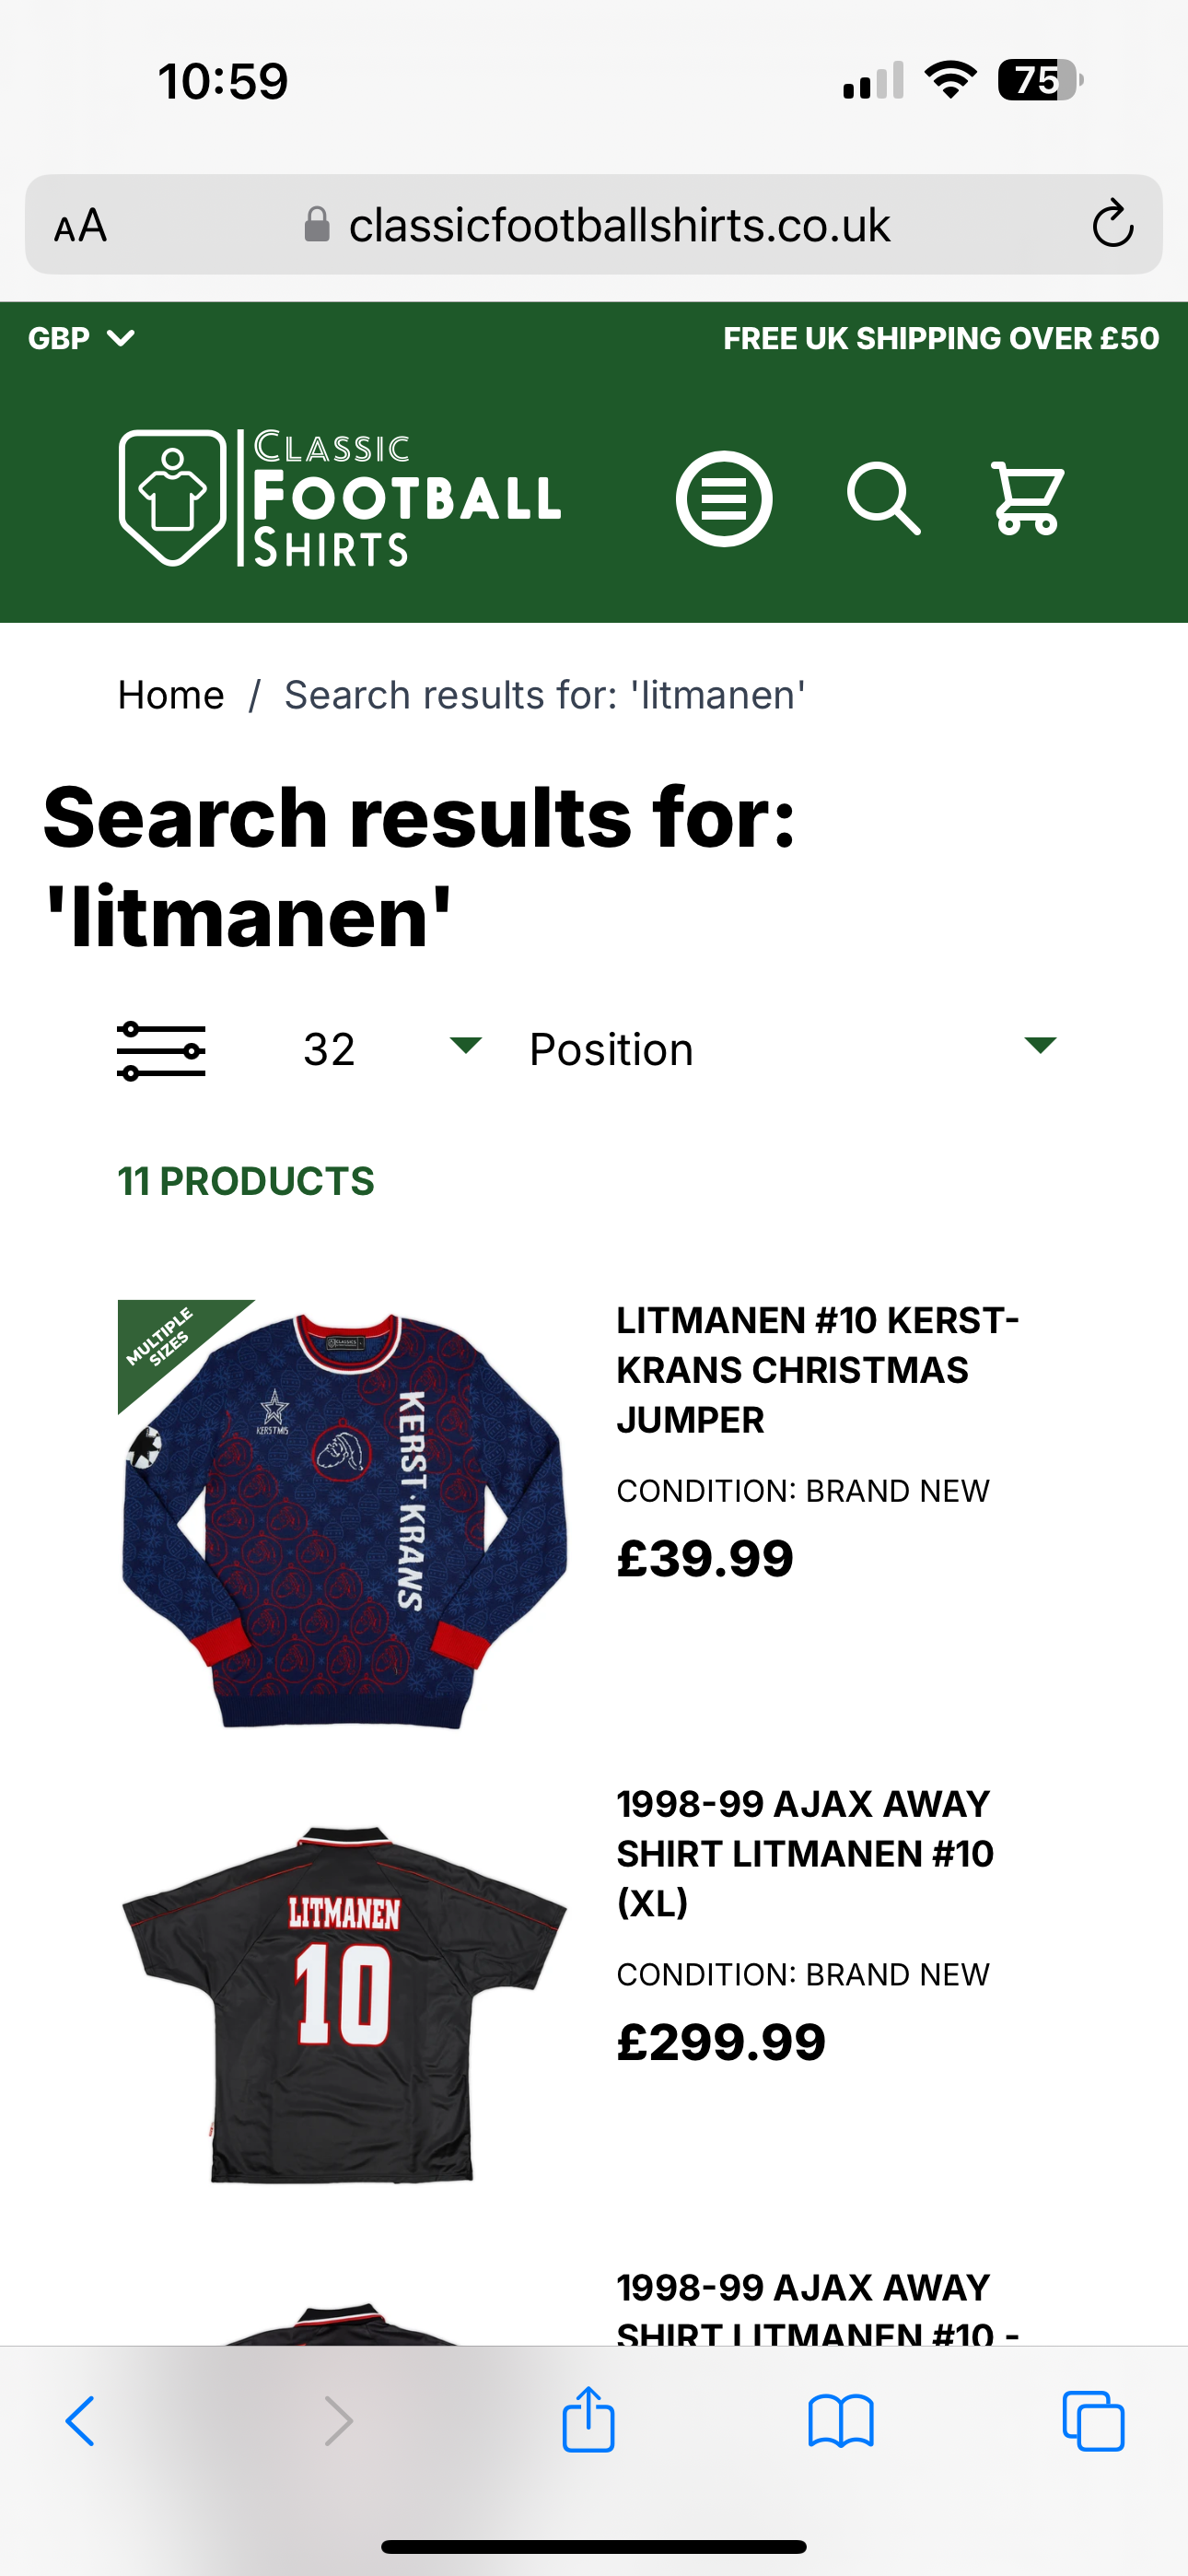 10:59
75
AA
classicfootballshirts.co.uk
GBP
FREE UK SHIPPING OVER £50
CLASSIC
FOOTBALL
SHIRTS
Home / Search results for: 'litmanen'
Search results for:
'litmanen'
32
Position
11 PRODUCTS
MULTIPLE
SIZES
KERSTMIS
KERST·KRANS
LITMANEN #10 KERST-
KRANS CHRISTMAS
JUMPER
CONDITION: BRAND NEW
£39.99
LITMANEN
10
1998-99 AJAX AWAY
SHIRT LITMANEN #10
(XL)
CONDITION: BRAND NEW
£299.99
1998-99 AJAX AWAY
SHIRT LITMANEN #10 -